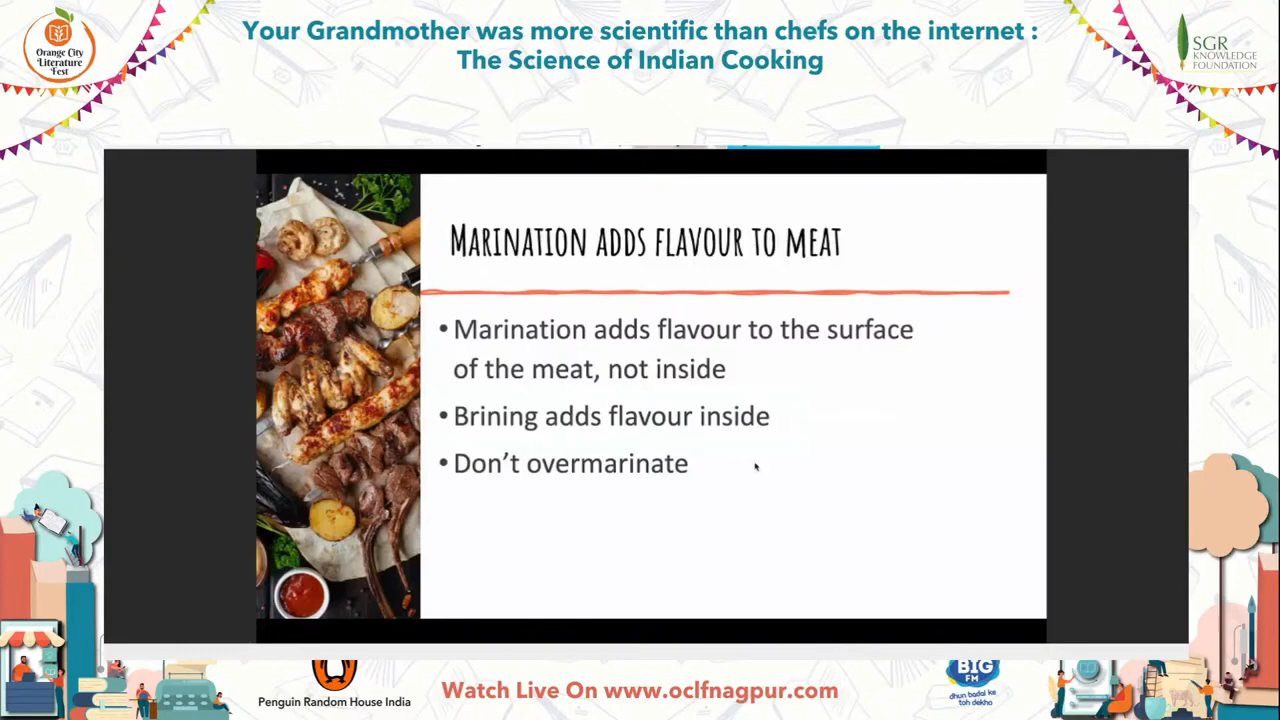 Your Grandmother was more scientific than chefs on the internet :
The Science of Indian Cooking
Orange City
Literature
Fest
SGR
KNOWLEDGE
FOUNDATION
MARINATION ADDS FLAVOUR TO MEAT
• Marination adds flavour to the surface
of the meat, not inside
• Brining adds flavour inside
• Don’t overmarinate
Penguin Random House India
Watch Live On www.oclfnagpur.com
BIG
FM
dhun badal ke
toh dekho